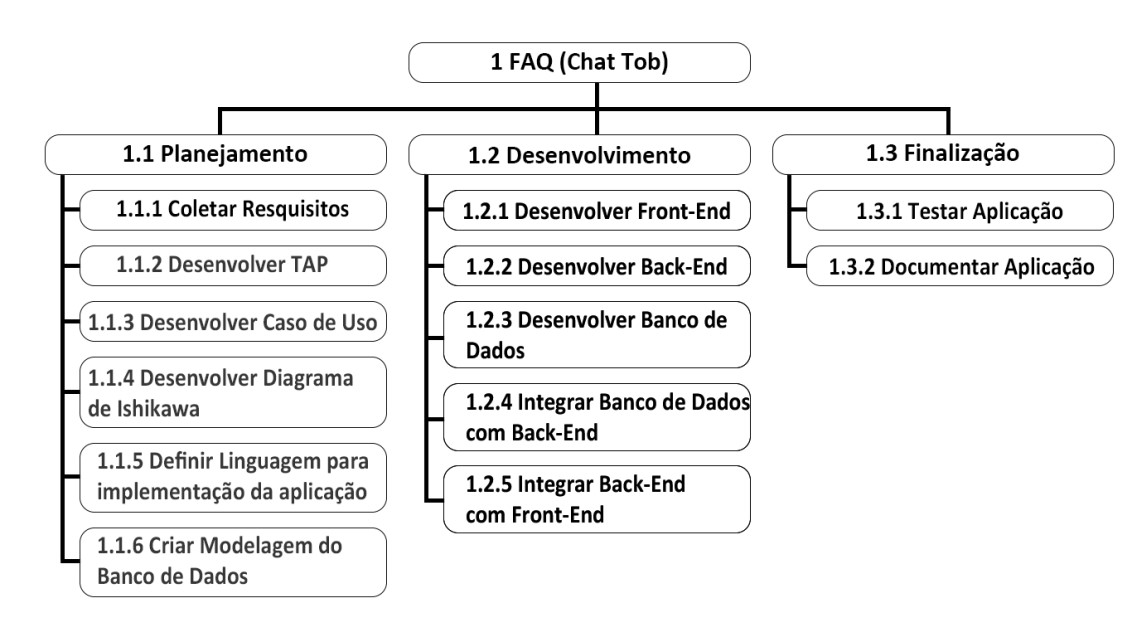 1 FAQ (Chat Tob)
1.1 Planejamento
1.1.1 Coletar Resquisitos
1.1.2 Desenvolver TAP
1.1.3 Desenvolver Caso de Uso
1.1.4 Desenvolver Diagrama
de Ishikawa
1.1.5 Definir Linguagem para
implementação da aplicação
1.1.6 Criar Modelagem do
Banco de Dados
1.2 Desenvolvimento
1.2.1 Desenvolver Front-End
1.2.2 Desenvolver Back-End
1.2.3 Desenvolver Banco de
Dados
1.2.4 Integrar Banco de Dados
com Back-End
1.2.5 Integrar Back-End
com Front-End
1.3 Finalização
1.3.1 Testar Aplicação
1.3.2 Documentar Aplicação